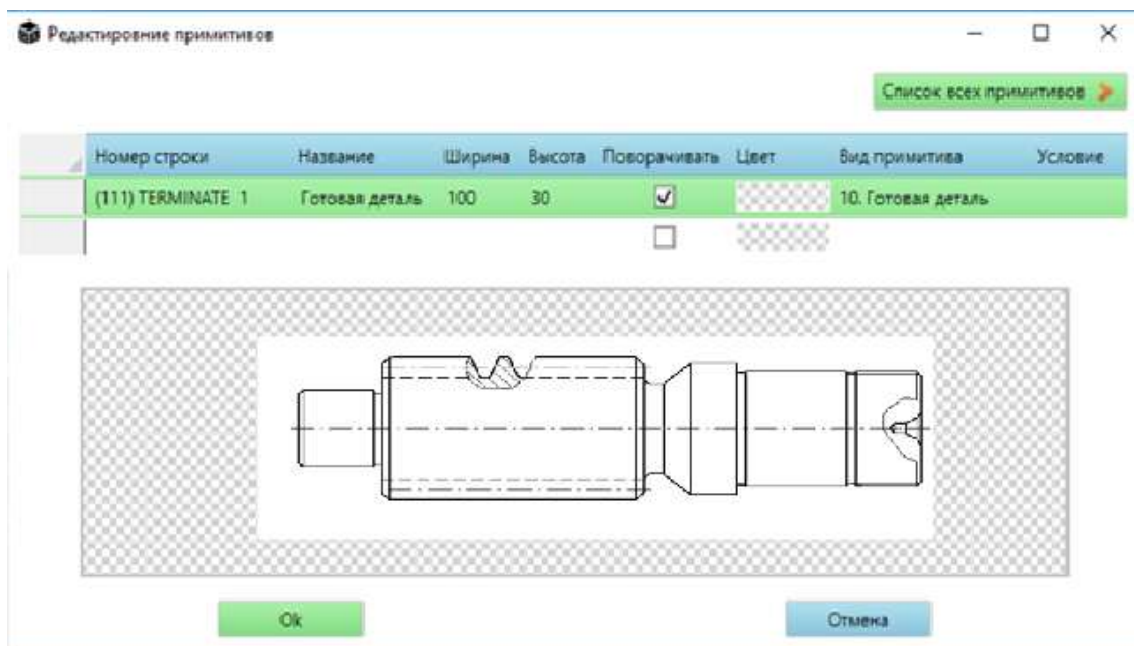 Редактировние примитивов
Список всех примитивов
Номер строки Название Ширина Высота Поворачивать Цвет Вид примитива Условие
(111) TERMINATE 1 Готовая деталь 100 30 10. Готовая деталь
Ok Отмена